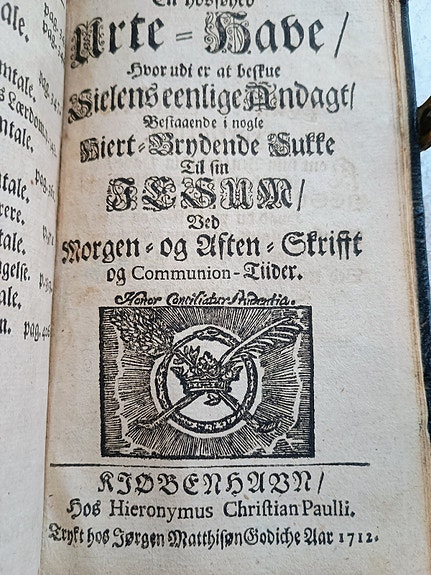 Urte-Have/
Hvor udi er at beskue
Sielens eenlige Andagt/
Bestaaende i nogle
Hiert-Brydende Sukke
Til sin
JESUM/
Ved
Morgen- og Aften-Skrifft
og Communion-Tiider.
Honor Conciliatur Prudentia.
KIØBENHAVN/
Hos Hieronymus Christian Paulli.
Trykt hos Jørgen Matthisøn Godiche Aar 1712.